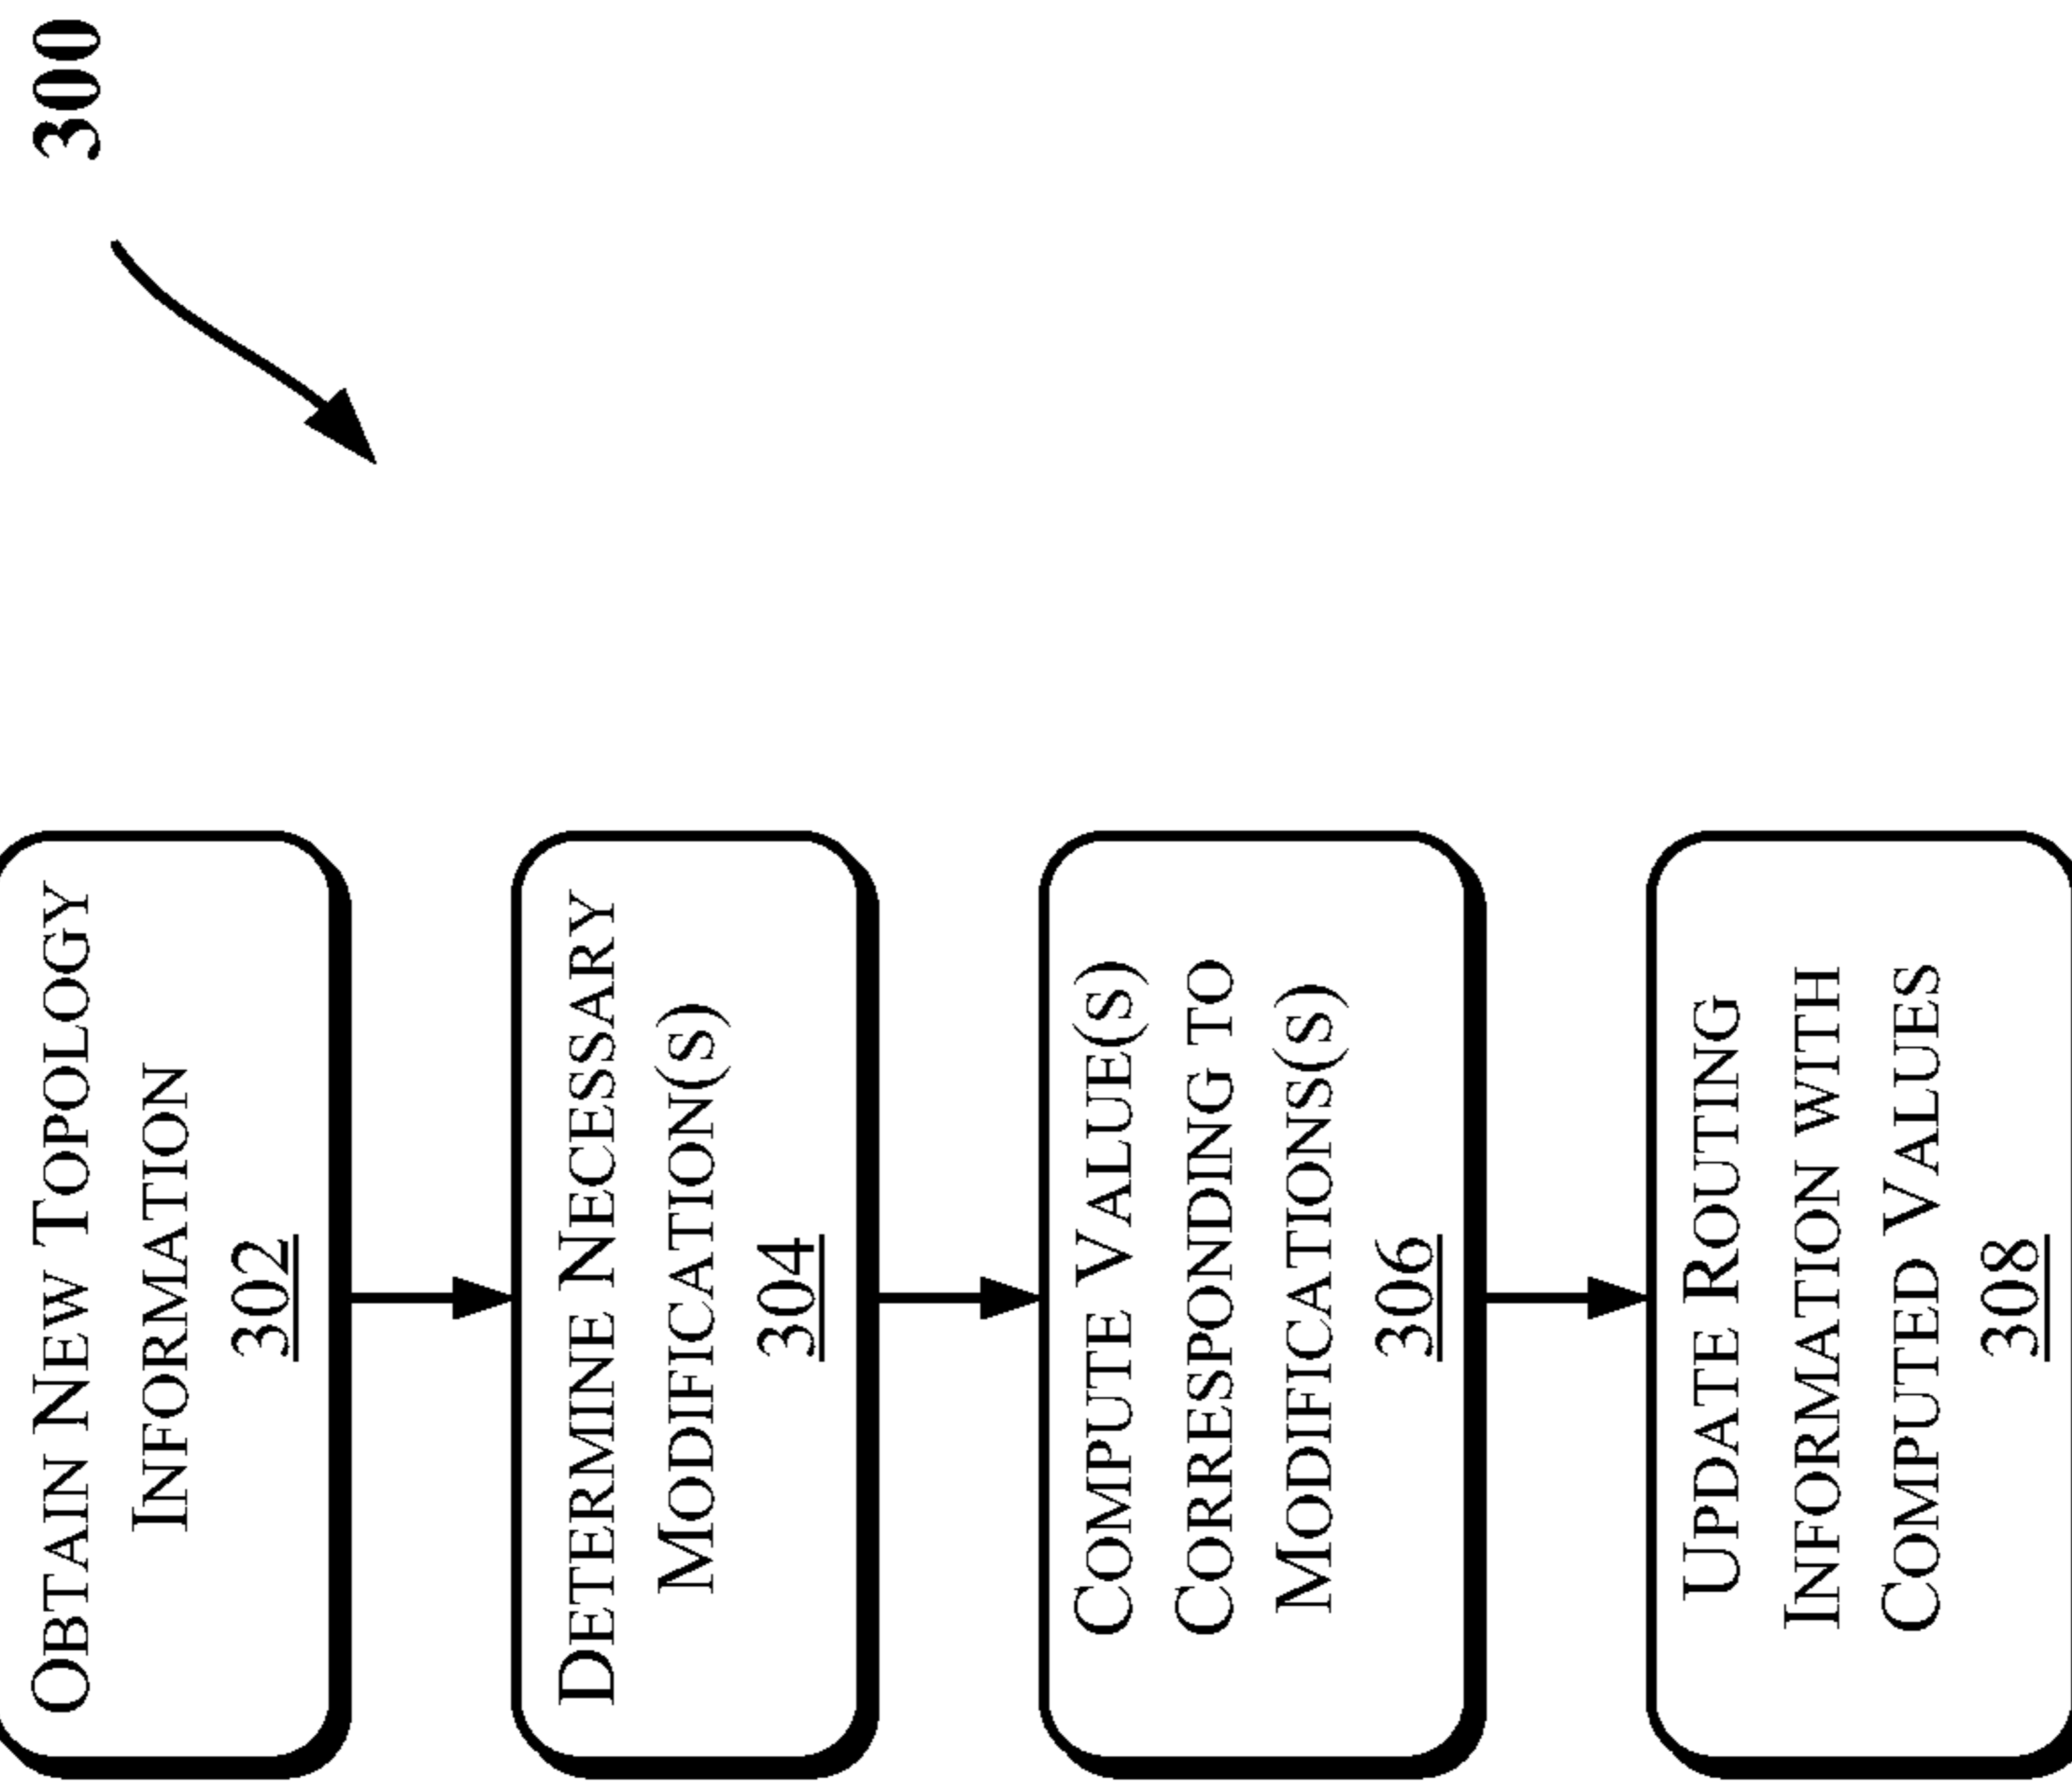 300
Obtain New Topology
Information
302
Determine Necessary
Modification(s)
304
Compute Value(s)
Corresponding to
Modifications(s)
306
Update Routing
Information with
Computed Values
308